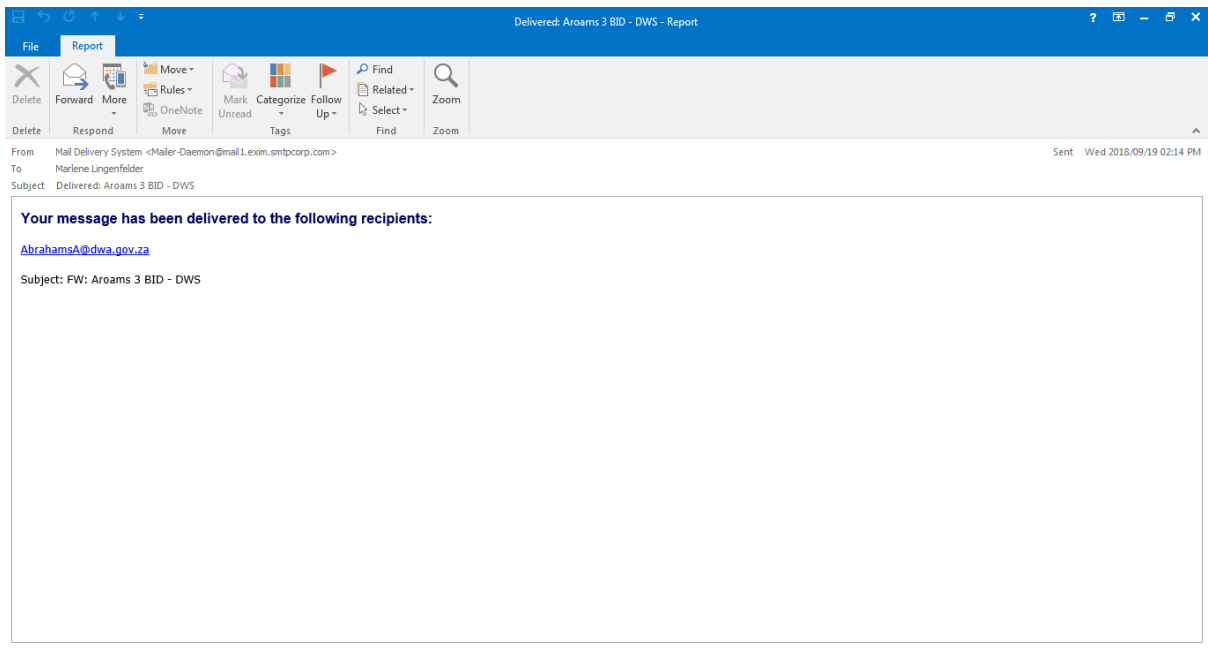 Delivered: Aroams 3 BID - DWS - Report
File Report
Delete Forward More Move Rules OneNote Mark Unread Categorize Follow Up Find Related Select Zoom
Delete Respond Move Tags Find Zoom
From Mail Delivery System <Mailer-Daemon@mail1.exim.smtpcorp.com> Sent Wed 2018/09/19 02:14 PM
To Marlene Lingenfelder
Subject Delivered: Aroams 3 BID - DWS
Your message has been delivered to the following recipients:
AbrahamsA@dwa.gov.za
Subject: FW: Aroams 3 BID - DWS